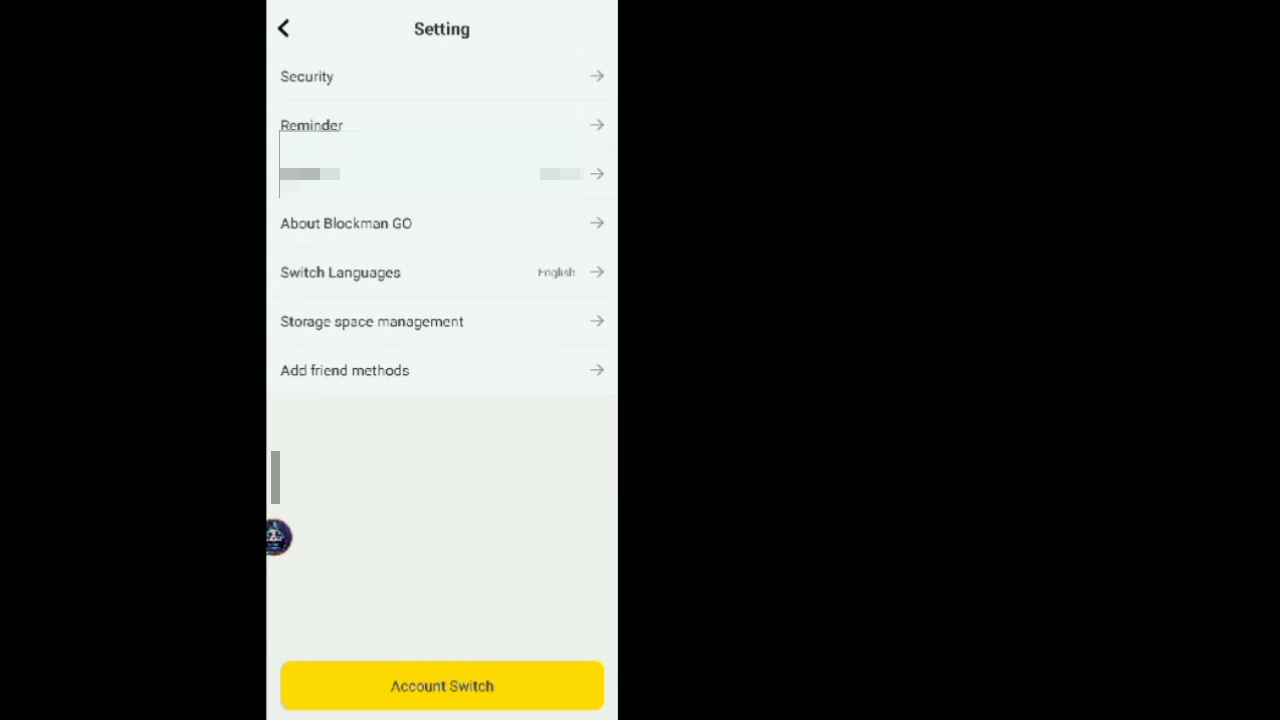 Setting
Security
Reminder
About Blockman GO
Switch Languages
English
Storage space management
Add friend methods
Account Switch